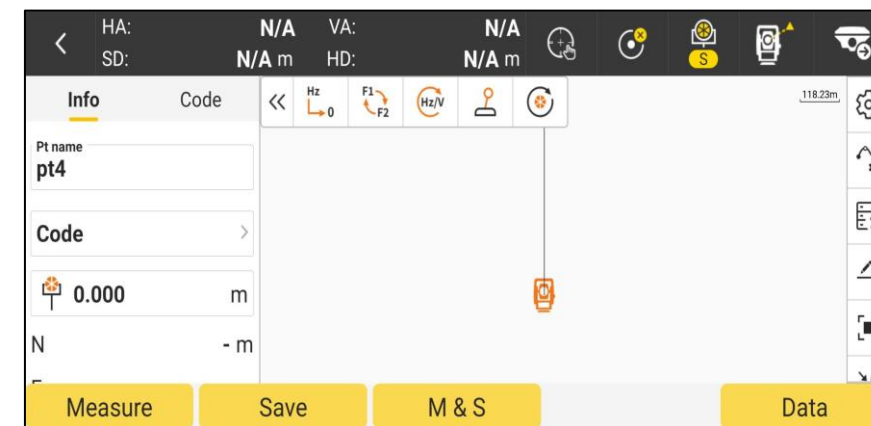 HA: N/A VA: N/A
SD: N/A m HD: N/A m
S
Info Code
Hz 0 F1 F2 Hz/V
118.23m
Pt name
pt4
Code
0.000 m
N - m
Measure Save M & S Data